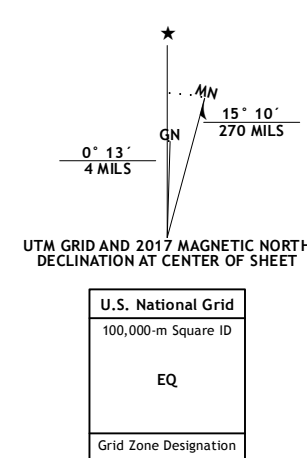 ★
MN
15° 10´
270 MILS
GN
0° 13´
4 MILS
UTM GRID AND 2017 MAGNETIC NORTH
DECLINATION AT CENTER OF SHEET
U.S. National Grid
100,000-m Square ID
EQ
Grid Zone Designation